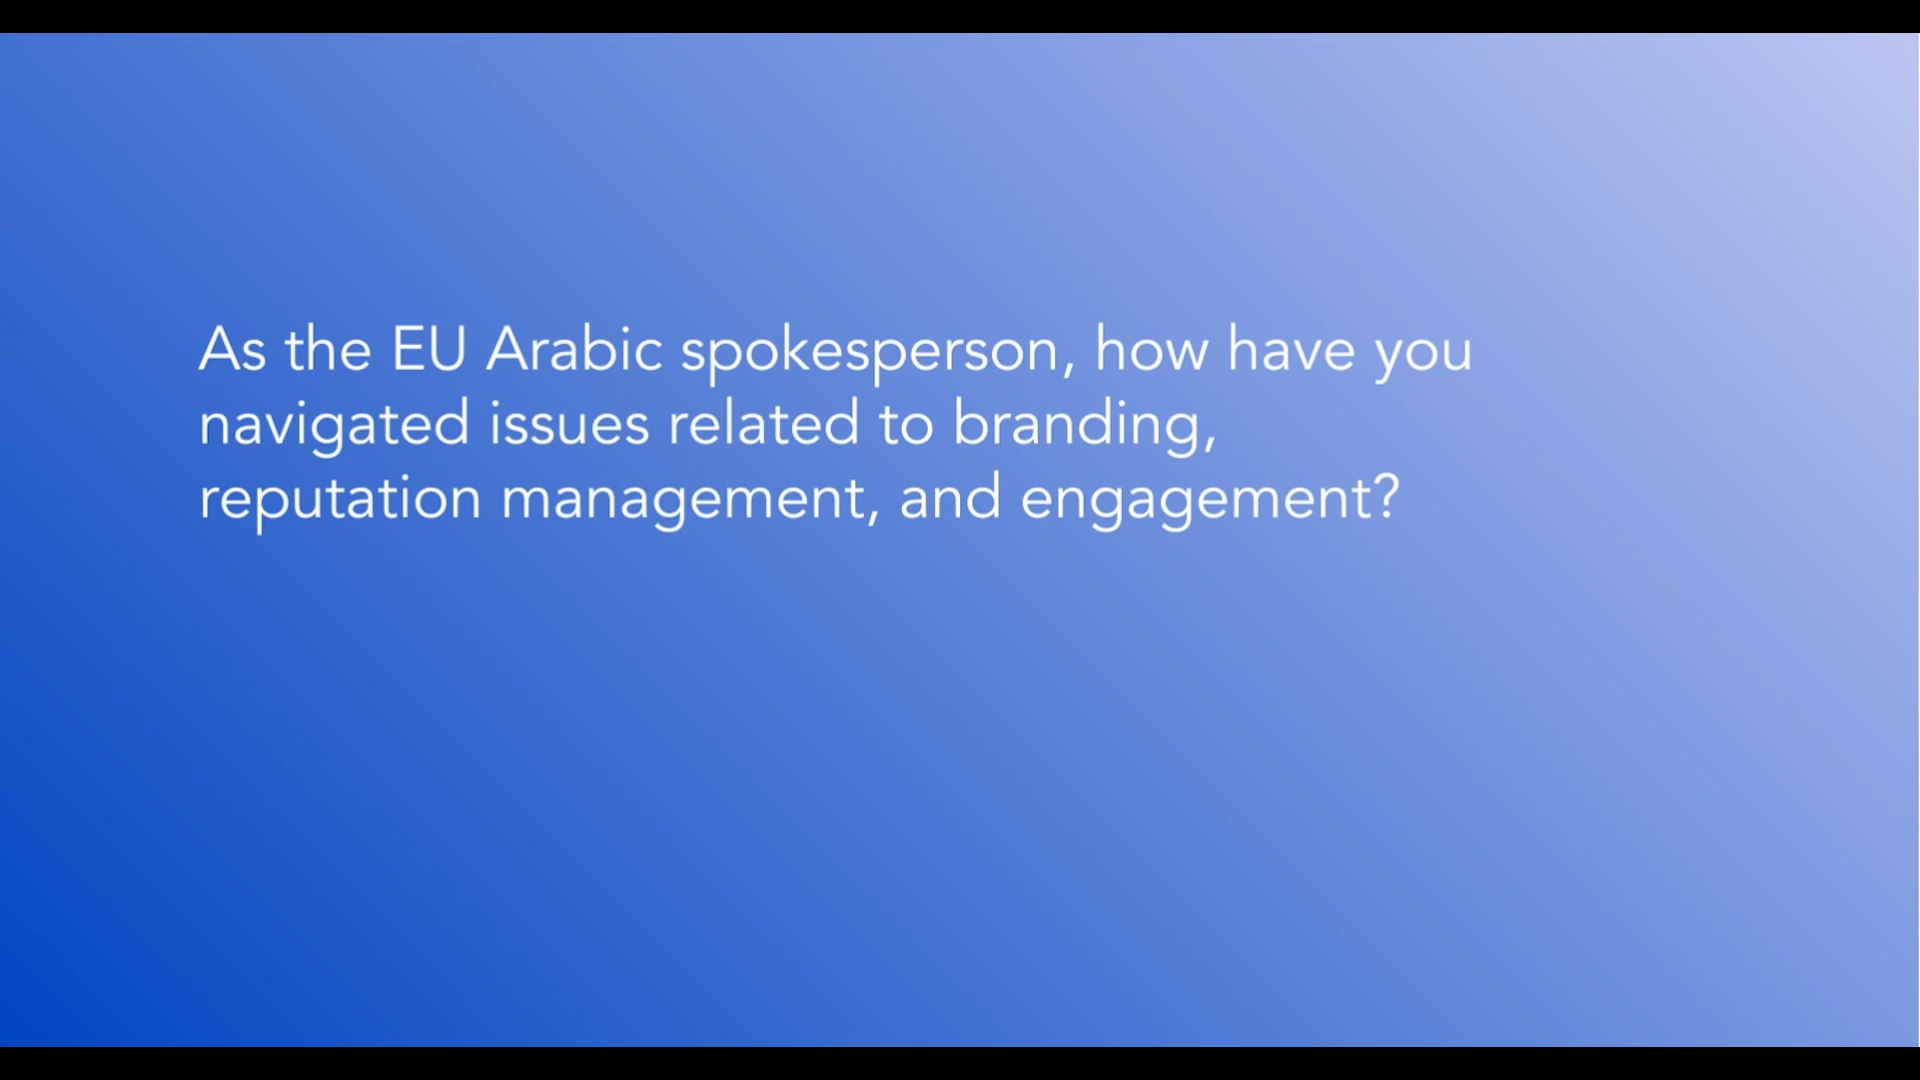 As the EU Arabic spokesperson, how have you
navigated issues related to branding,
reputation management, and engagement?